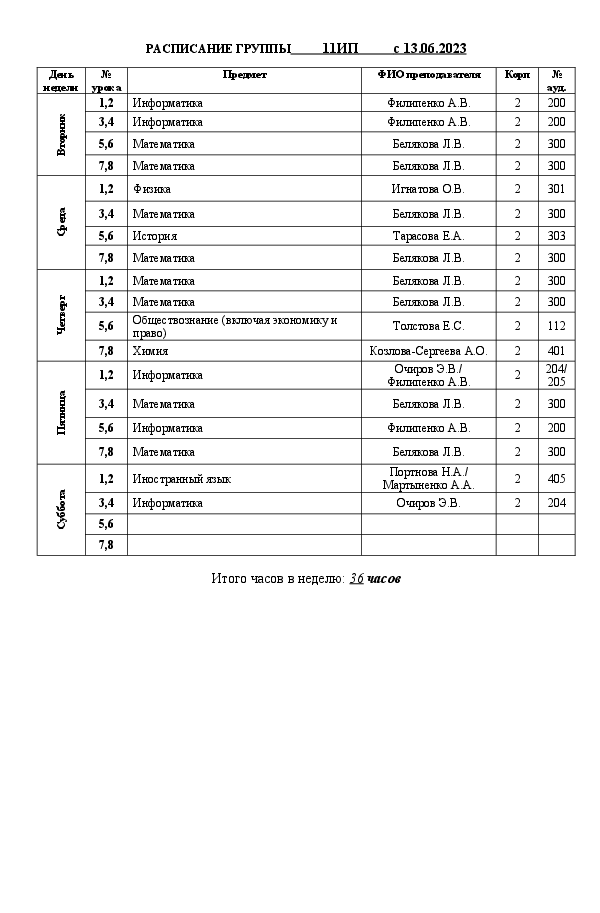 РАСПИСАНИЕ ГРУППЫ 11ИП с 13.06.2023
День недели № урока Предмет ФИО преподавателя Корп № ауд.
Вторник
1,2 Информатика Филипенко А.В. 2 200
3,4 Информатика Филипенко А.В. 2 200
5,6 Математика Белякова Л.В. 2 300
7,8 Математика Белякова Л.В. 2 300
Среда
1,2 Физика Игнатова О.В. 2 301
3,4 Математика Белякова Л.В. 2 300
5,6 История Тарасова Е.А. 2 303
7,8 Математика Белякова Л.В. 2 300
Четверг
1,2 Математика Белякова Л.В. 2 300
3,4 Математика Белякова Л.В. 2 300
5,6 Обществознание (включая экономику и право) Толстова Е.С. 2 112
7,8 Химия Козлова-Сергеева А.О. 2 401
Пятница
1,2 Информатика Очиров Э.В./ Филипенко А.В. 2 204/ 205
3,4 Математика Белякова Л.В. 2 300
5,6 Информатика Филипенко А.В. 2 200
7,8 Математика Белякова Л.В. 2 300
Суббота
1,2 Иностранный язык Портнова Н.А./ Мартыненко А.А. 2 405
3,4 Информатика Очиров Э.В. 2 204
5,6
7,8
Итого часов в неделю: 36 часов